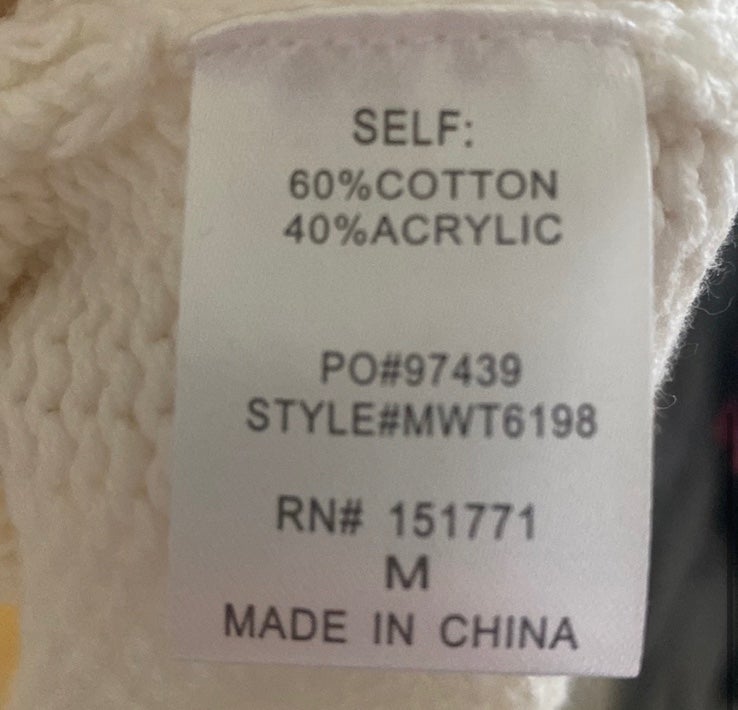 SELF:
60%COTTON
40%ACRYLIC
PO#97439
STYLE#MWT6198
RN# 151771
M
MADE IN CHINA